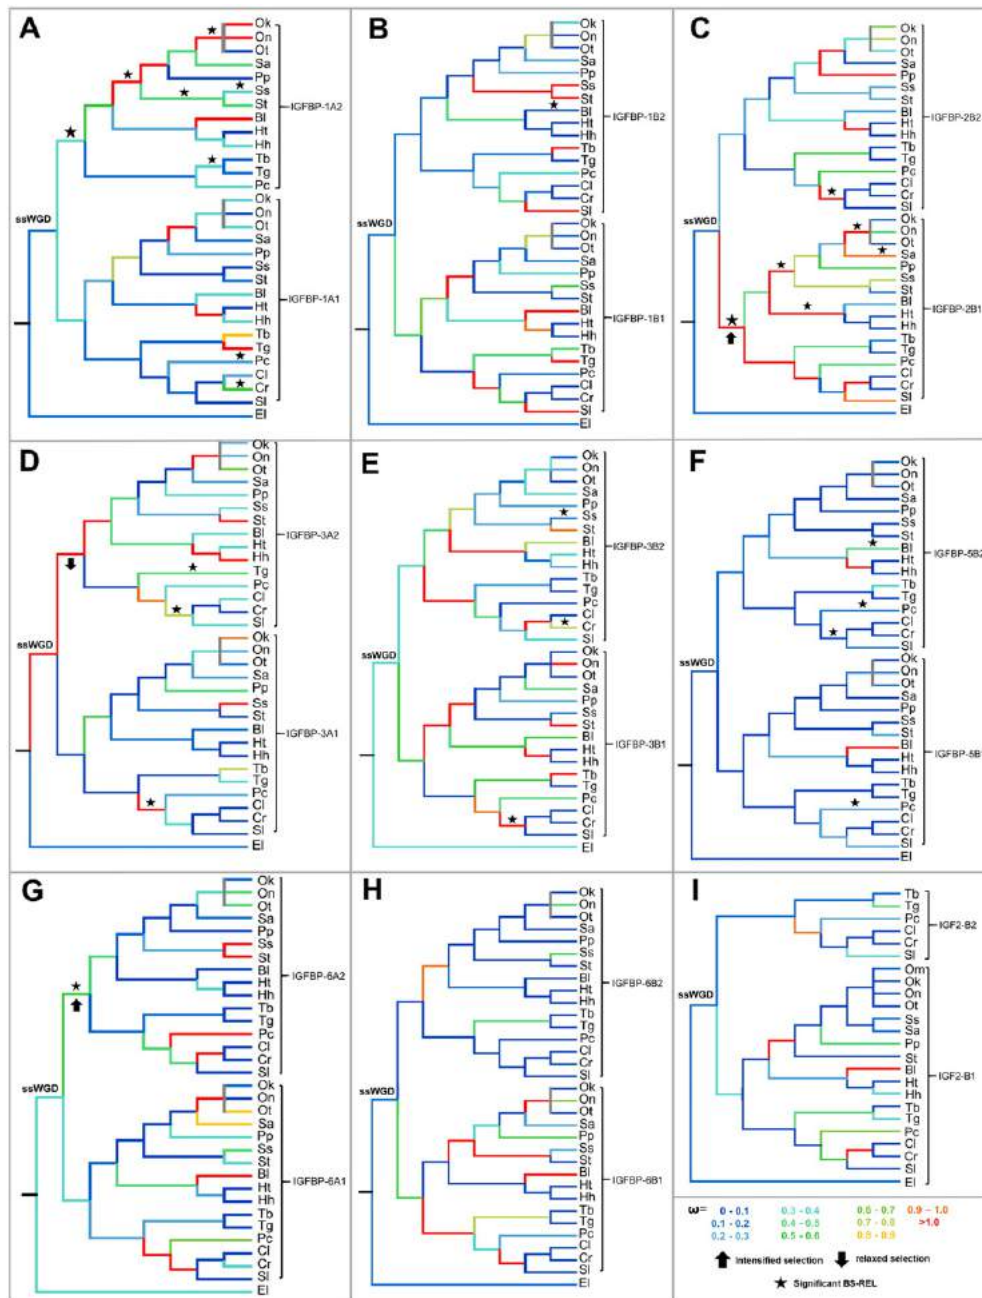 A
Ok
On
Ot
Sa
Pp
Ss
St
Bl
Ht
Hh
Tb
Tg
Pc
IGFBP-1A2
ssWGD
Ok
On
Ot
Sa
Pp
Ss
St
Bl
Ht
Hh
Tb
Tg
Pc
Cl
Cr
Sl
El
IGFBP-1A1
B
Ok
On
Ot
Sa
Pp
Ss
St
Bl
Ht
Hh
Tb
Tg
Pc
Cl
Cr
Sl
IGFBP-1B2
ssWGD
Ok
On
Ot
Sa
Pp
Ss
St
Bl
Ht
Hh
Tb
Tg
Pc
Cl
Cr
Sl
El
IGFBP-1B1
C
Ok
On
Ot
Sa
Pp
Ss
St
Bl
Ht
Hh
Tb
Tg
Pc
Cl
Cr
Sl
IGFBP-2B2
ssWGD
Ok
On
Ot
Sa
Pp
Ss
St
Bl
Ht
Hh
Tb
Tg
Pc
Cl
Cr
Sl
El
IGFBP-2B1
D
Ok
On
Ot
Sa
Pp
Ss
St
Bl
Ht
Hh
Tg
Pc
Cl
Cr
Sl
IGFBP-3A2
ssWGD
Ok
On
Ot
Sa
Pp
Ss
St
Bl
Ht
Hh
Tb
Tg
Pc
Cl
Cr
Sl
El
IGFBP-3A1
E
Ok
On
Ot
Sa
Pp
Ss
St
Bl
Ht
Hh
Tb
Tg
Pc
Cl
Cr
Sl
IGFBP-3B2
ssWGD
Ok
On
Ot
Sa
Pp
Ss
St
Bl
Ht
Hh
Tb
Tg
Pc
Cl
Cr
Sl
El
IGFBP-3B1
F
Ok
On
Ot
Sa
Pp
Ss
St
Bl
Ht
Hh
Tb
Tg
Pc
Cl
Cr
Sl
IGFBP-5B2
ssWGD
Ok
On
Ot
Sa
Pp
Ss
St
Bl
Ht
Hh
Tb
Tg
Pc
Cl
Cr
Sl
El
IGFBP-5B1
G
Ok
On
Ot
Sa
Pp
Ss
St
Bl
Ht
Hh
Tb
Tg
Pc
Cl
Cr
Sl
IGFBP-6A2
ssWGD
Ok
On
Ot
Sa
Pp
Ss
St
Bl
Ht
Hh
Tb
Tg
Pc
Cl
Cr
Sl
El
IGFBP-6A1
H
Ok
On
Ot
Sa
Pp
Ss
St
Bl
Ht
Hh
Tb
Tg
Pc
Cl
Cr
Sl
IGFBP-6B2
ssWGD
Ok
On
Ot
Sa
Pp
Ss
St
Bl
Ht
Hh
Tb
Tg
Pc
Cl
Cr
Sl
El
IGFBP-6B1
I
Tb
Tg
Pc
Cl
Cr
Sl
IGF2-B2
ssWGD
Om
Ok
On
Ot
Ss
Sa
Pp
St
Bl
Ht
Hh
Tb
Tg
Pc
Cl
Cr
Sl
El
IGF2-B1
ω= 0 - 0.1 0.3 - 0.4 0.6 - 0.7 0.9 - 1.0
0.1 - 0.2 0.4 - 0.5 0.7 - 0.8 >1.0
0.2 - 0.3 0.5 - 0.6 0.8 - 0.9
Intensified selection relaxed selection
Significant BS-REL